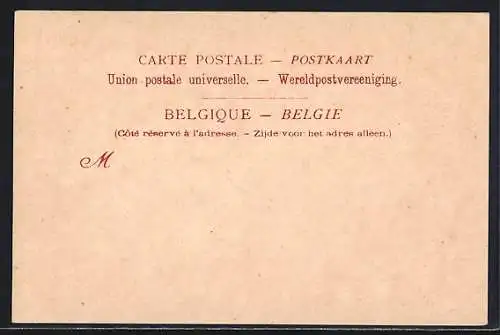 CARTE POSTALE — POSTKAART
Union postale universelle. — Wereldpostvereeniging.
BELGIQUE — BELGIE
(Côté réservé à l'adresse. – Zijde voor het adres alleen.)
M